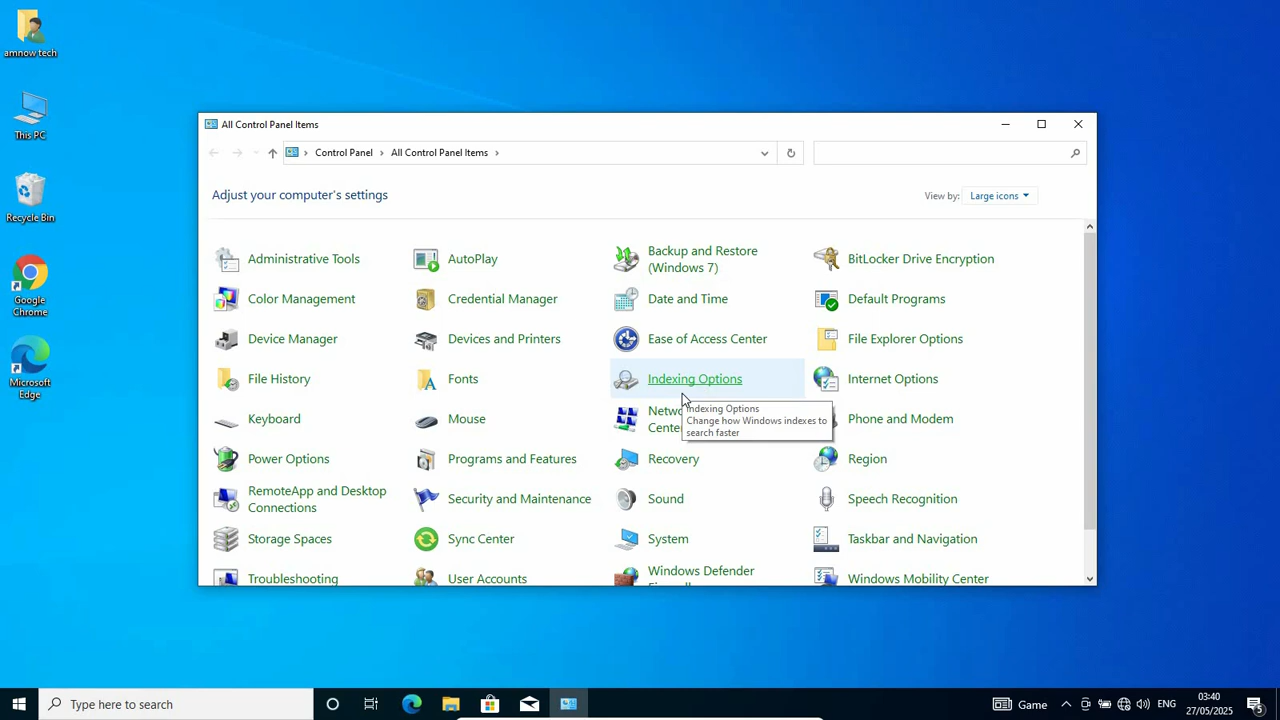 amnow tech
This PC
Recycle Bin
Google
Chrome
Microsoft
Edge
All Control Panel Items
Control Panel
All Control Panel Items
Adjust your computer's settings
View by:
Large icons
Administrative Tools
AutoPlay
Backup and Restore
(Windows 7)
BitLocker Drive Encryption
Color Management
Credential Manager
Date and Time
Default Programs
Device Manager
Devices and Printers
Ease of Access Center
File Explorer Options
File History
Fonts
Indexing Options
Internet Options
Indexing Options
Change how Windows indexes to
search faster
Keyboard
Mouse
Phone and Modem
Power Options
Programs and Features
Recovery
Region
RemoteApp and Desktop
Connections
Security and Maintenance
Sound
Speech Recognition
Storage Spaces
Sync Center
System
Taskbar and Navigation
Troubleshooting
User Accounts
Windows Defender
Windows Mobility Center
Type here to search
Game
ENG
03:40
27/05/2025
5